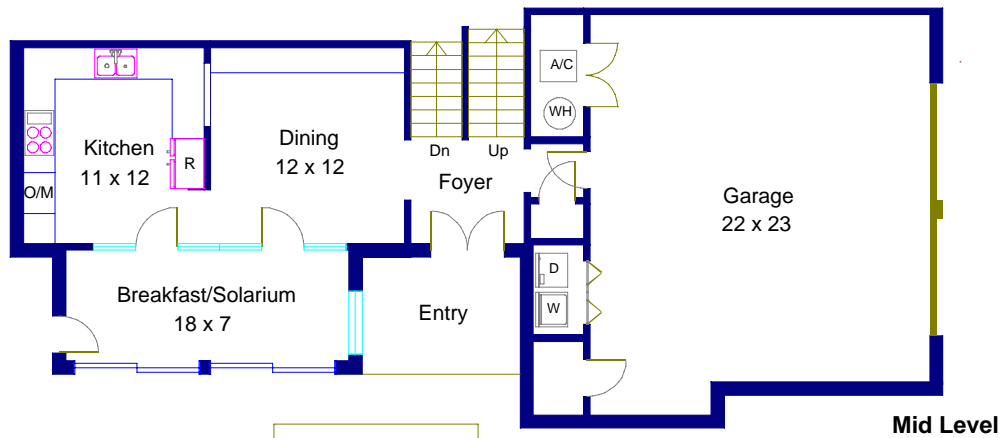 A/C
WH
Kitchen
11 x 12
R
O/M
Dining
12 x 12
Dn
Up
Foyer
Garage
22 x 23
D
W
Breakfast/Solarium
18 x 7
Entry
Mid Level